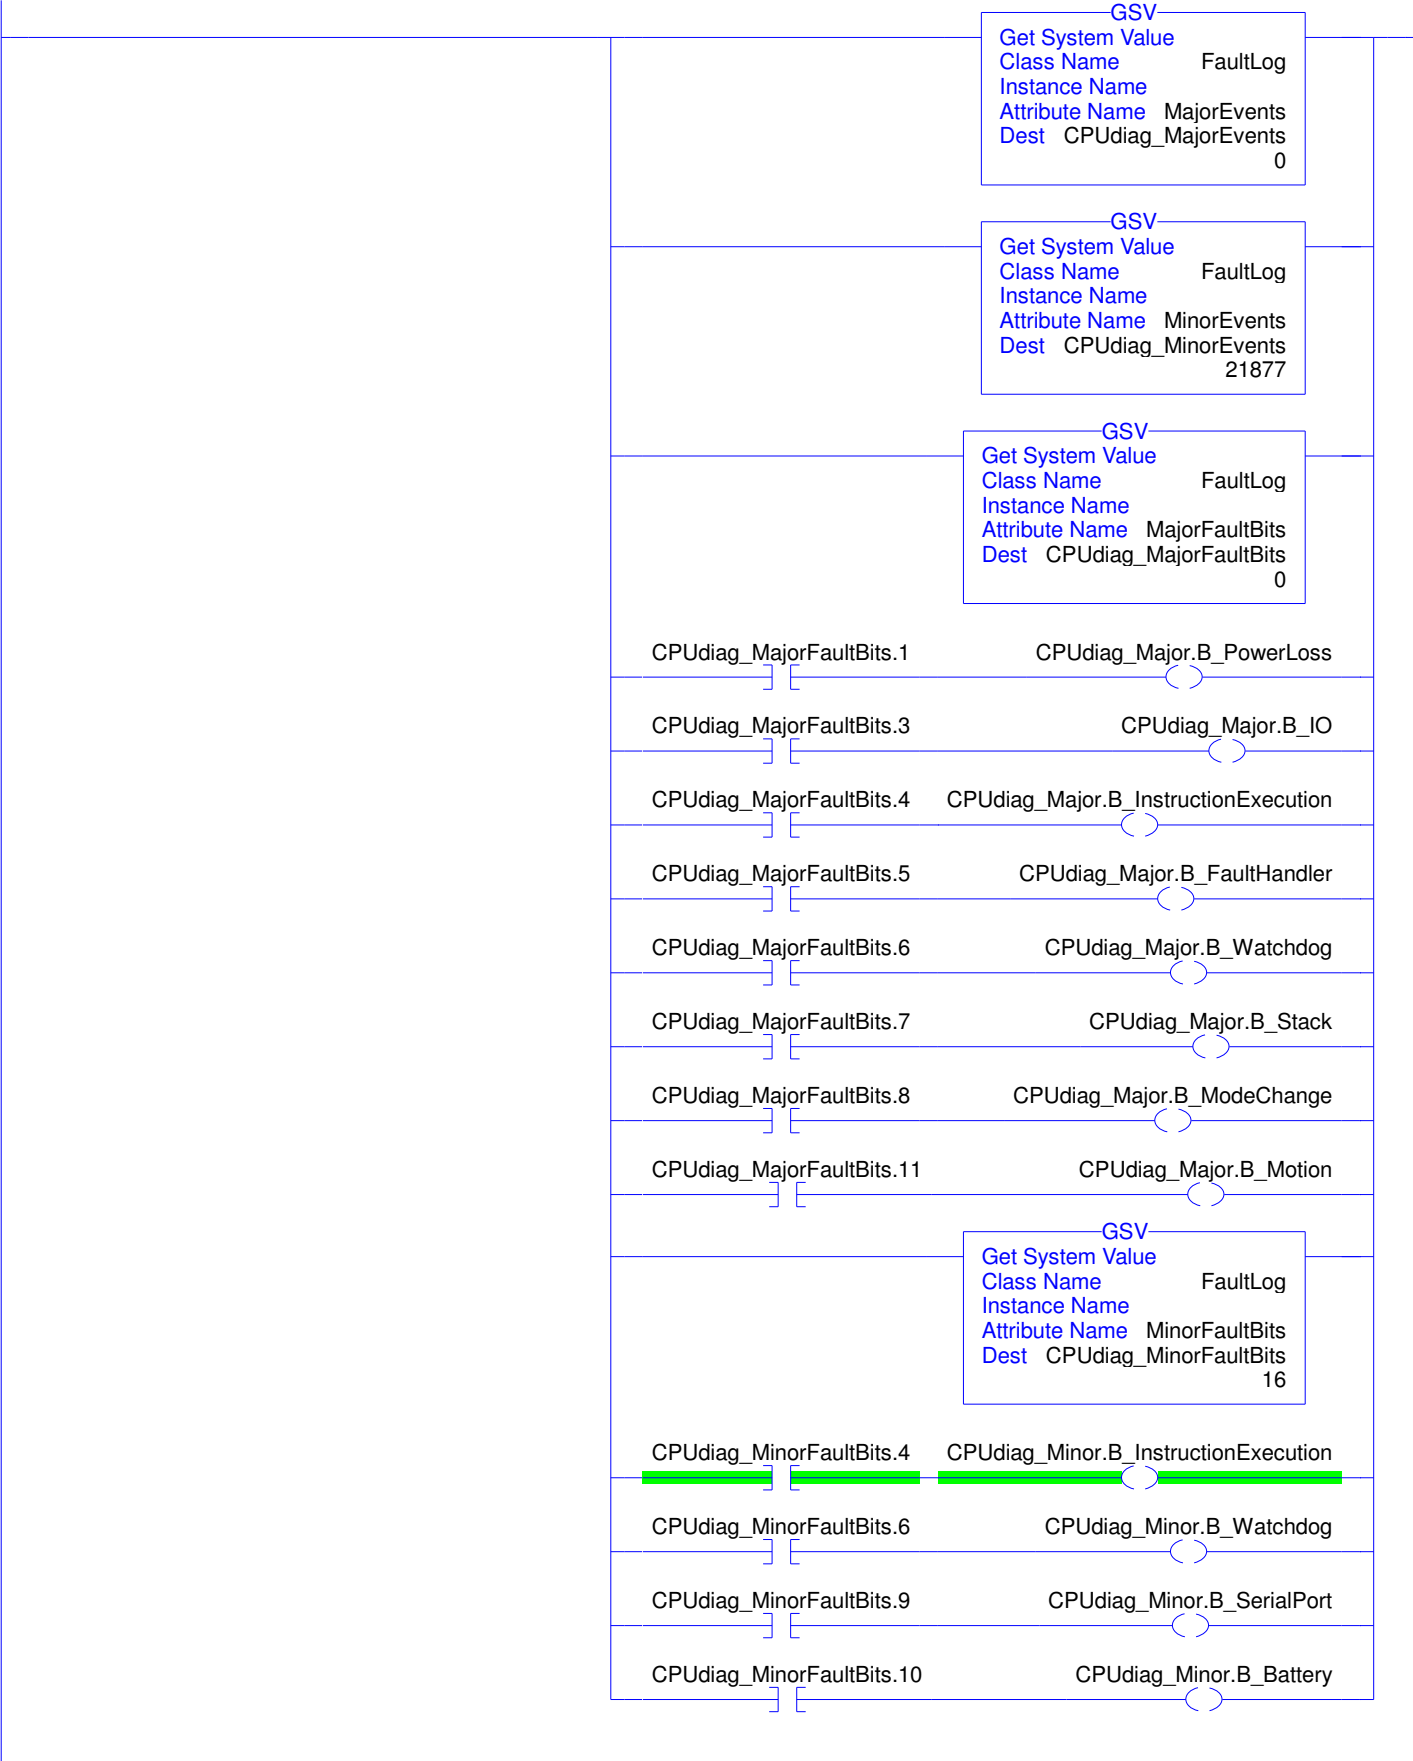 GSV
Get System Value
Class Name FaultLog
Instance Name
Attribute Name MajorEvents
Dest CPUdiag_MajorEvents
0
GSV
Get System Value
Class Name FaultLog
Instance Name
Attribute Name MinorEvents
Dest CPUdiag_MinorEvents
21877
GSV
Get System Value
Class Name FaultLog
Instance Name
Attribute Name MajorFaultBits
Dest CPUdiag_MajorFaultBits
0
CPUdiag_MajorFaultBits.1 CPUdiag_Major.B_PowerLoss
CPUdiag_MajorFaultBits.3 CPUdiag_Major.B_IO
CPUdiag_MajorFaultBits.4 CPUdiag_Major.B_InstructionExecution
CPUdiag_MajorFaultBits.5 CPUdiag_Major.B_FaultHandler
CPUdiag_MajorFaultBits.6 CPUdiag_Major.B_Watchdog
CPUdiag_MajorFaultBits.7 CPUdiag_Major.B_Stack
CPUdiag_MajorFaultBits.8 CPUdiag_Major.B_ModeChange
CPUdiag_MajorFaultBits.11 CPUdiag_Major.B_Motion
GSV
Get System Value
Class Name FaultLog
Instance Name
Attribute Name MinorFaultBits
Dest CPUdiag_MinorFaultBits
16
CPUdiag_MinorFaultBits.4 CPUdiag_Minor.B_InstructionExecution
CPUdiag_MinorFaultBits.6 CPUdiag_Minor.B_Watchdog
CPUdiag_MinorFaultBits.9 CPUdiag_Minor.B_SerialPort
CPUdiag_MinorFaultBits.10 CPUdiag_Minor.B_Battery